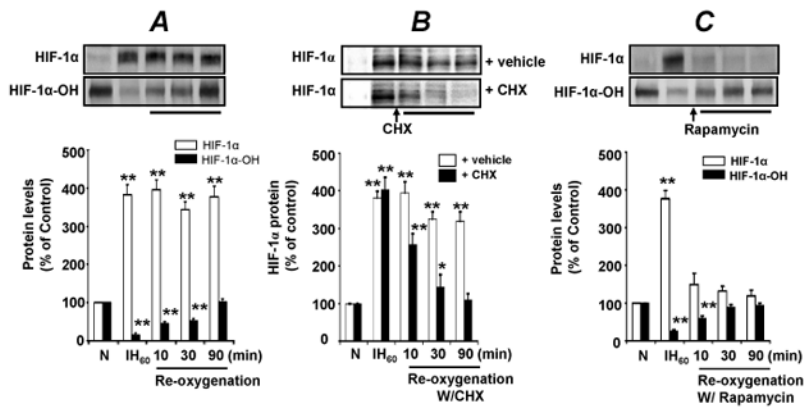 A
HIF-1α
HIF-1α-OH
Protein levels
(% of Control)
500
400
300
200
100
0
HIF-1α
HIF-1α-OH
**
**
**
**
**
**
**
N
IH60
10
30
90
(min)
Re-oxygenation
B
HIF-1α
+ vehicle
HIF-1α
+ CHX
CHX
HIF-1α protein
(% of Control)
500
400
300
200
100
0
+ vehicle
+ CHX
**
**
**
**
**
*
**
N
IH60
10
30
90
(min)
Re-oxygenation
W/CHX
C
HIF-1α
HIF-1α-OH
Rapamycin
Protein levels
(% of Control)
500
400
300
200
100
0
HIF-1α
HIF-1α-OH
**
**
**
N
IH60
10
30
90
(min)
Re-oxygenation
W/ Rapamycin